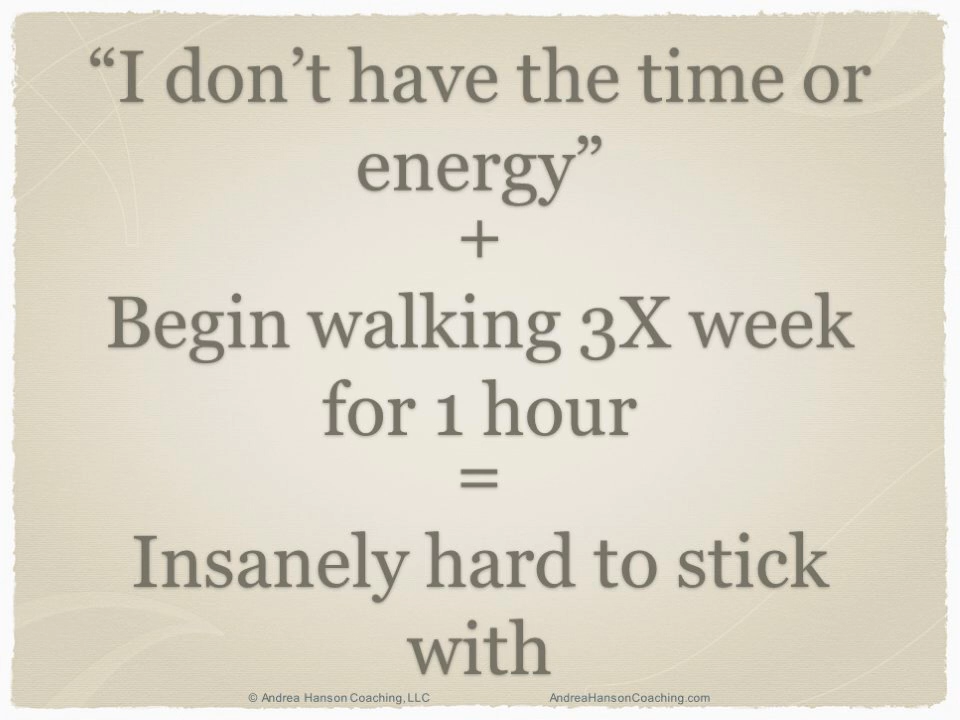 “I don’t have the time or
energy”
+
Begin walking 3X week
for 1 hour
=
Insanely hard to stick
with
© Andrea Hanson Coaching, LLC AndreaHansonCoaching.com